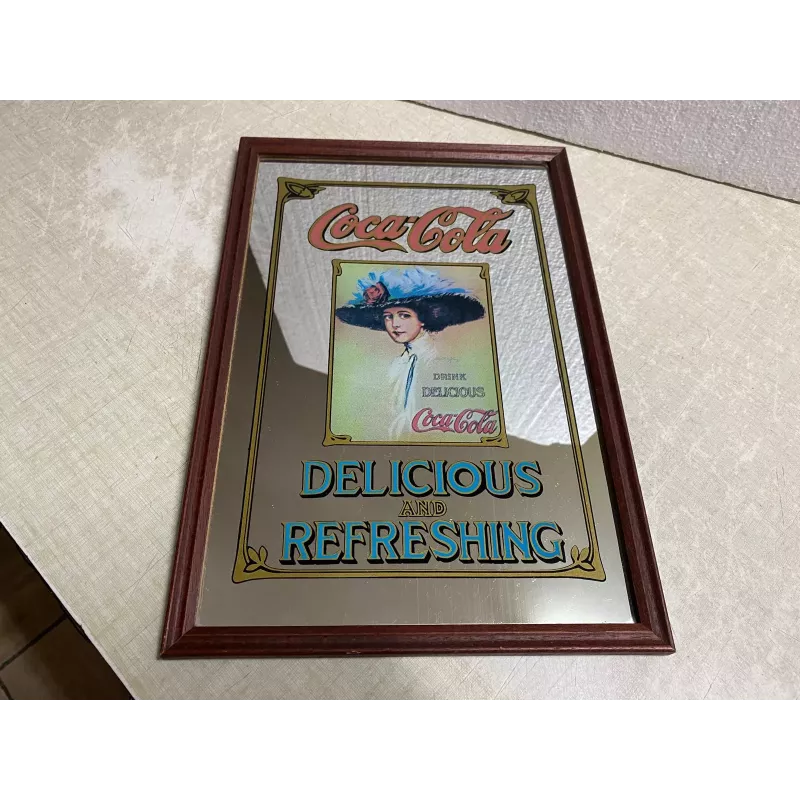 Coca-Cola
DRINK
DELICIOUS
Coca-Cola
DELICIOUS
AND
REFRESHING